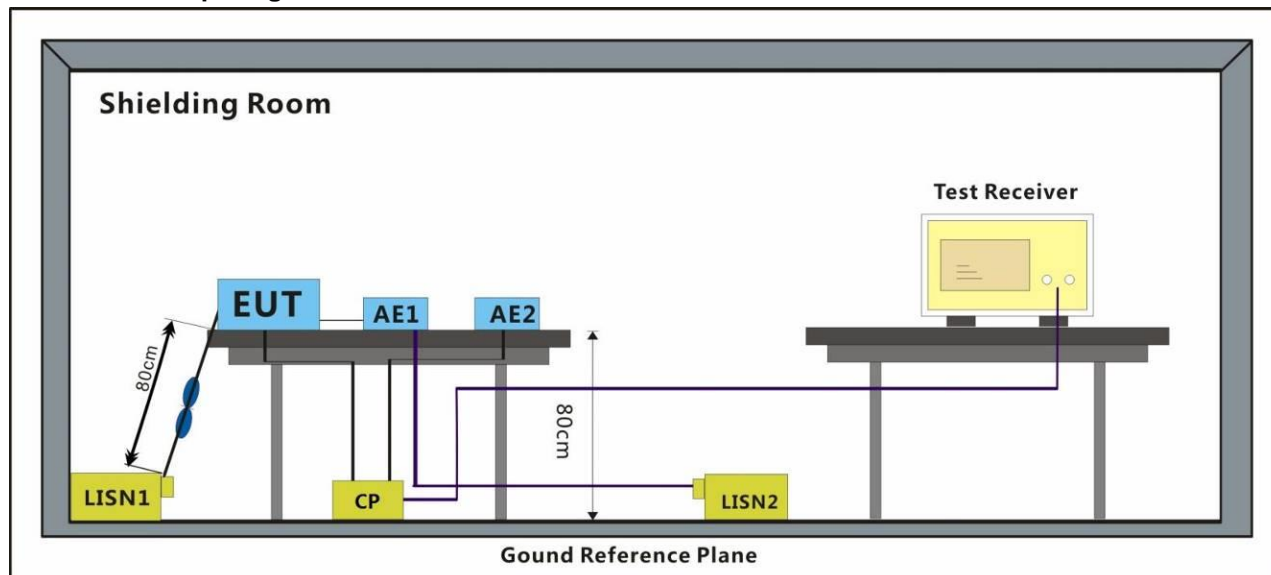 Shielding Room
Test Receiver
EUT
AE1
AE2
80cm
80cm
LISN1
CP
LISN2
Gound Reference Plane